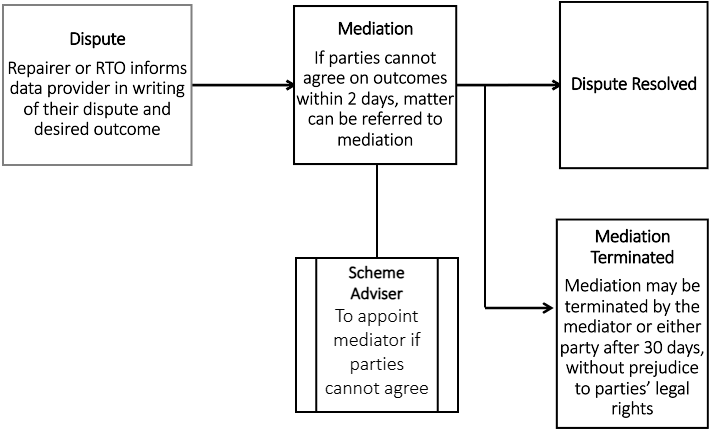 Dispute
Repairer or RTO informs
data provider in writing
of their dispute and
desired outcome
Mediation
If parties cannot
agree on outcomes
within 2 days, matter
can be referred to
mediation
Dispute Resolved
Scheme
Adviser
To appoint
mediator if
parties
cannot agree
Mediation
Terminated
Mediation may be
terminated by the
mediator or either
party after 30 days,
without prejudice
to parties’ legal
rights